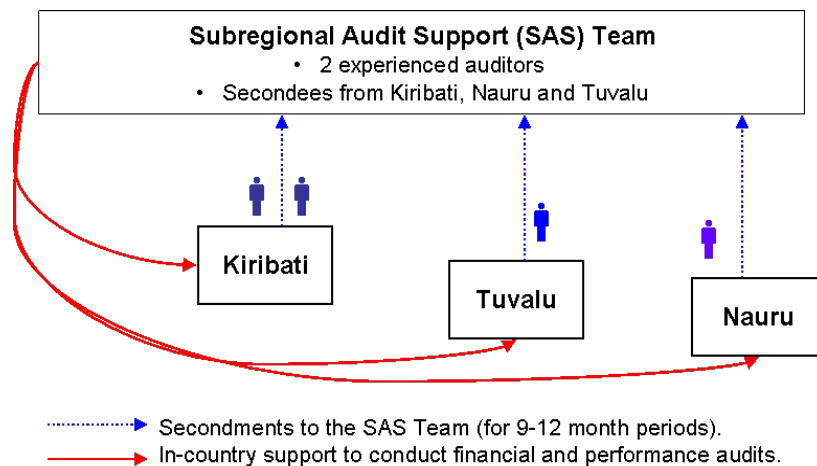 Subregional Audit Support (SAS) Team
• 2 experienced auditors
• Secondees from Kiribati, Nauru and Tuvalu
Kiribati
Tuvalu
Nauru
Secondments to the SAS Team (for 9-12 month periods).
In-country support to conduct financial and performance audits.